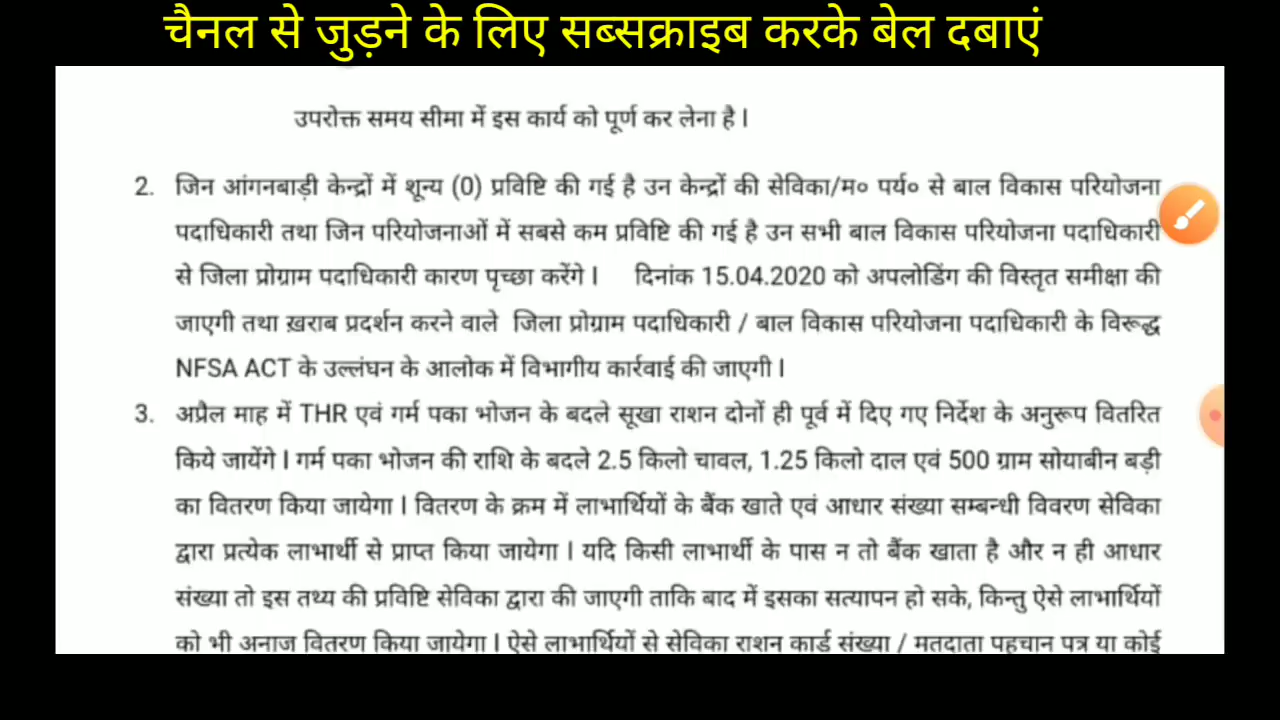 चैनल से जुड़ने के लिए सब्सक्राइब करके बेल दबाएं
उपरोक्त समय सीमा में इस कार्य को पूर्ण कर लेना है ।
2. जिन आंगनबाड़ी केन्द्रों में शून्य (0) प्रविष्टि की गई है उन केन्द्रों की सेविका/म० पर्य० से बाल विकास परियोजना
पदाधिकारी तथा जिन परियोजनाओं में सबसे कम प्रविष्टि की गई है उन सभी बाल विकास परियोजना पदाधिकारी
से जिला प्रोग्राम पदाधिकारी कारण पृच्छा करेंगे । दिनांक 15.04.2020 को अपलोडिंग की विस्तृत समीक्षा की
जाएगी तथा ख़राब प्रदर्शन करने वाले जिला प्रोग्राम पदाधिकारी / बाल विकास परियोजना पदाधिकारी के विरूद्ध
NFSA ACT के उल्लंघन के आलोक में विभागीय कार्रवाई की जाएगी ।
3. अप्रैल माह में THR एवं गर्म पका भोजन के बदले सूखा राशन दोनों ही पूर्व में दिए गए निर्देश के अनुरूप वितरित
किये जायेंगे । गर्म पका भोजन की राशि के बदले 2.5 किलो चावल, 1.25 किलो दाल एवं 500 ग्राम सोयाबीन बड़ी
का वितरण किया जायेगा । वितरण के क्रम में लाभार्थियों के बैंक खाते एवं आधार संख्या सम्बन्धी विवरण सेविका
द्वारा प्रत्येक लाभार्थी से प्राप्त किया जायेगा । यदि किसी लाभार्थी के पास न तो बैंक खाता है और न ही आधार
संख्या तो इस तथ्य की प्रविष्टि सेविका द्वारा की जाएगी ताकि बाद में इसका सत्यापन हो सके, किन्तु ऐसे लाभार्थियों
को भी अनाज वितरण किया जायेगा । ऐसे लाभार्थियों से सेविका राशन कार्ड संख्या / मतदाता पहचान पत्र या कोई